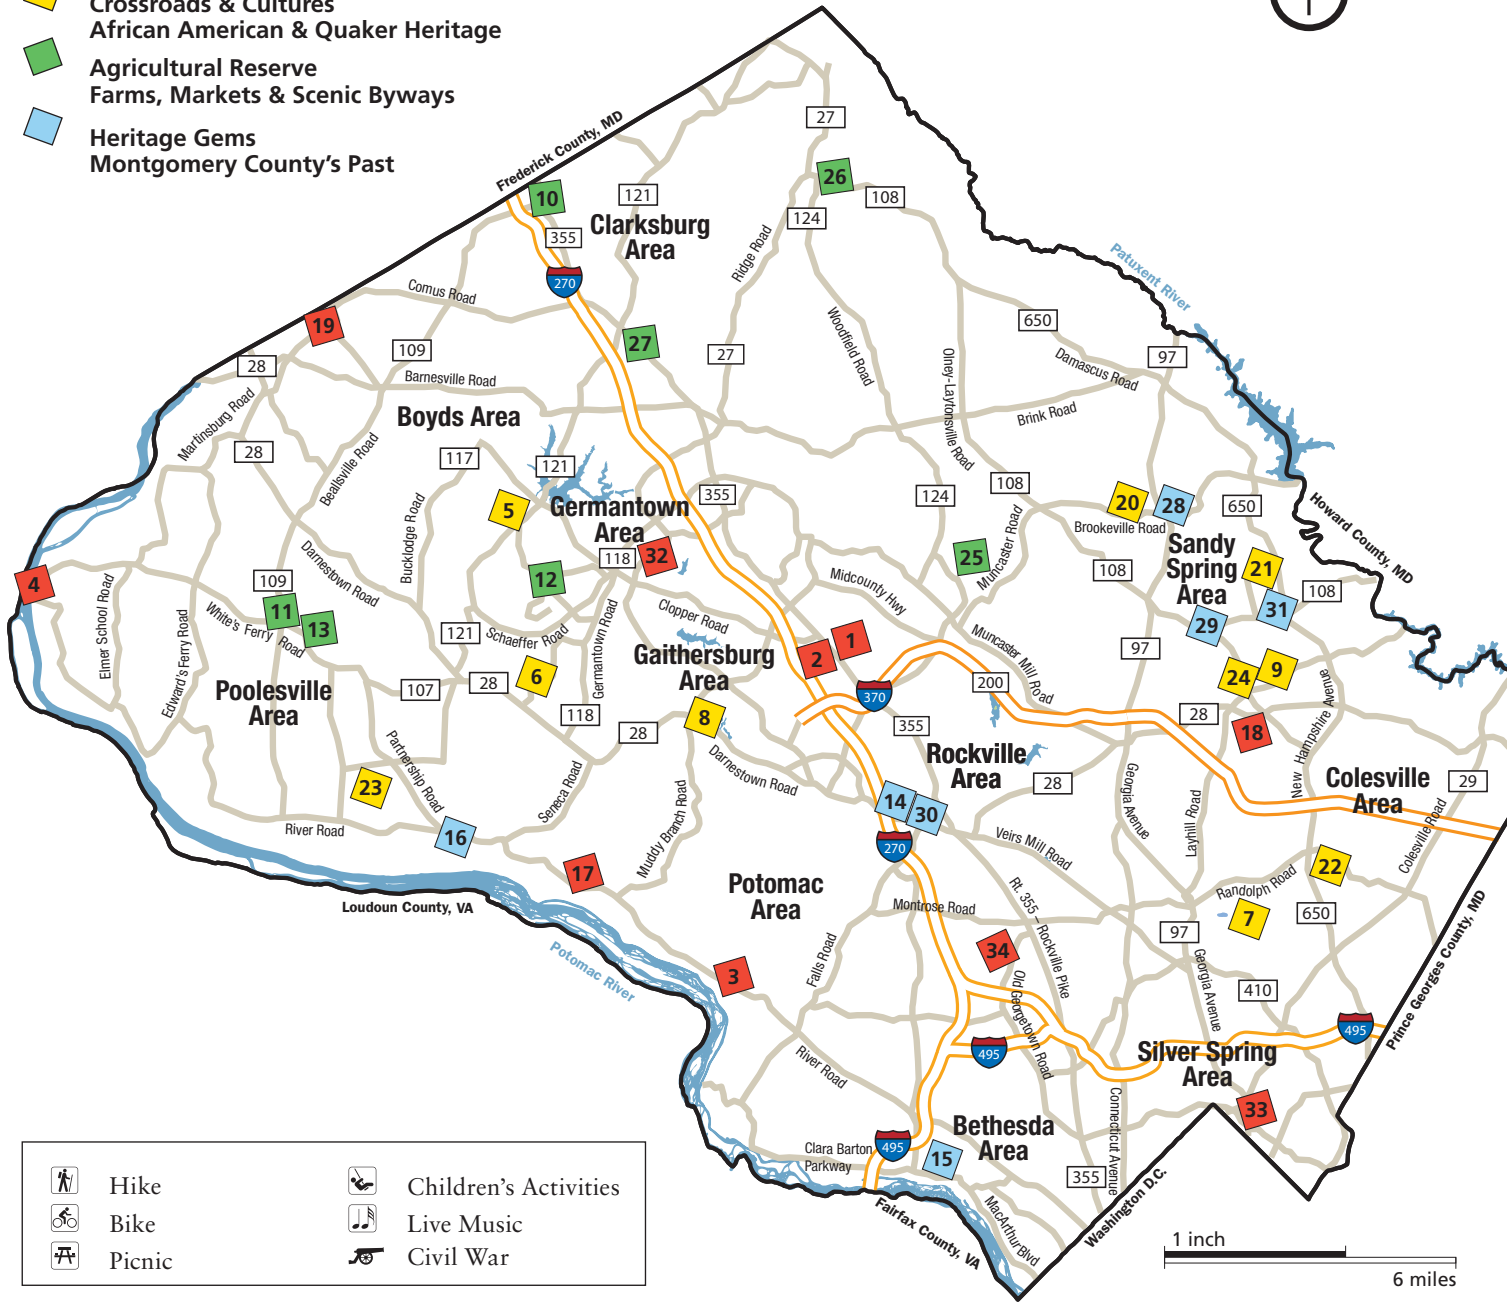 Crossroads & Cultures
African American & Quaker Heritage
Agricultural Reserve
Farms, Markets & Scenic Byways
Heritage Gems
Montgomery County's Past
Frederick County, MD
27
26
108
124
10
121
355
Clarksburg
Area
270
Ridge Road
Patuxent River
Comus Road
19
109
28
27
27
Woodfield Road
650
97
Damascus Road
Olney-Laytonsville Road
Brink Road
Barnesville Road
Martinsburg Road
Boyds Area
28
Beallsville Road
117
121
5
Germantown
Area
355
124
108
20
28
650
Brookeville Road
Howard County, MD
Bucklodge Road
118
32
25
Muncaster Road
Sandy
Spring
Area
21
108
108
31
29
4
Elmer School Road
109
11
13
Darnestown Road
12
Midcounty Hwy
White's Ferry Road
Edward's Ferry Road
121
Schaeffer Road
Germantown Road
Clopper Road
Gaithersburg
Area
2
1
Muncaster Mill Road
97
24
9
Poolesville
Area
107
28
6
118
28
8
370
200
355
28
18
New Hampshire Avenue
Rockville
Area
28
Colesville
Area
29
Partnership Road
23
River Road
16
Seneca Road
Muddy Branch Road
Darnestown Road
14
30
270
Veirs Mill Road
Georgia Avenue
Layhill Road
Colesville Road
22
Randolph Road
7
650
17
Loudoun County, VA
Potomac
Area
Montrose Road
Rt. 355 – Rockville Pike
97
Georgia Avenue
Potomac River
3
Falls Road
34
Old Georgetown Road
410
495
Prince Georges County, MD
River Road
495
Silver Spring
Area
33
Clara Barton
Parkway
495
15
Bethesda
Area
Connecticut Avenue
355
MacArthur Blvd
Washington D.C.
Fairfax County, VA
Hike
Bike
Picnic
Children's Activities
Live Music
Civil War
1 inch
6 miles